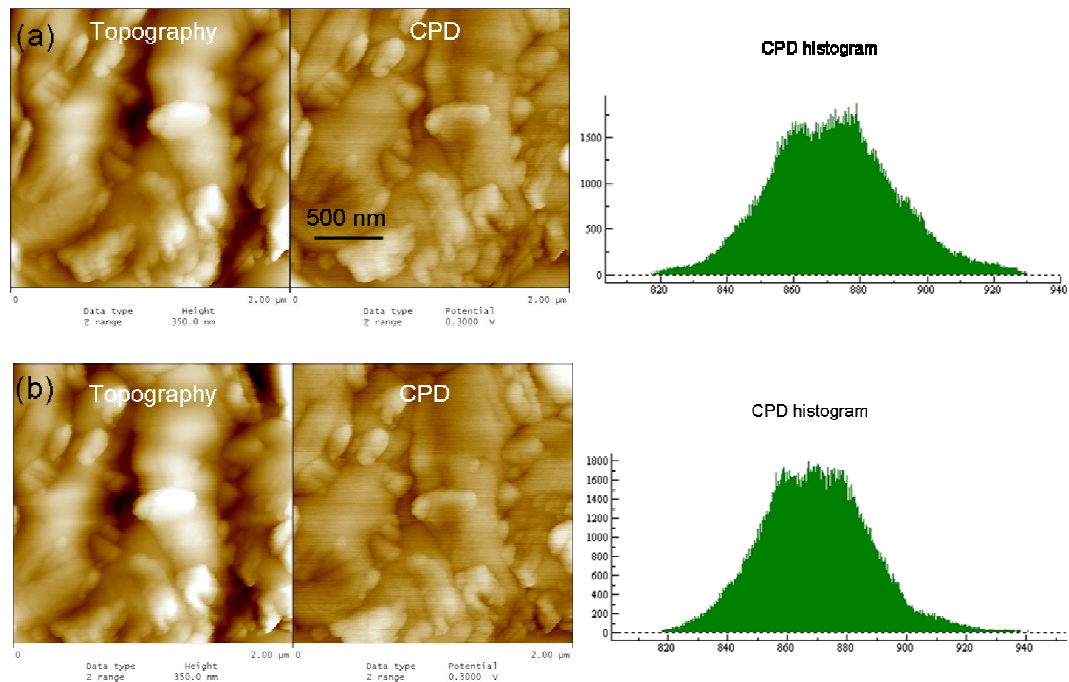 (a)
Topography
CPD
500 nm
0
2.00 µm
0
2.00 µm
Data type Height
Z range 350.0 nm
Data type Potential
Z range 0.3000 V
CPD histogram
1500
1000
500
0
820 840 860 880 900 920 940
(b)
Topography
CPD
0
2.00 µm 0
2.00 µm
Data type Height
Z range 350.0 nm
Data type Potential
Z range 0.3000 V
CPD histogram
1800
1600
1400
1200
1000
800
600
400
200
0
820 840 860 880 900 920 940